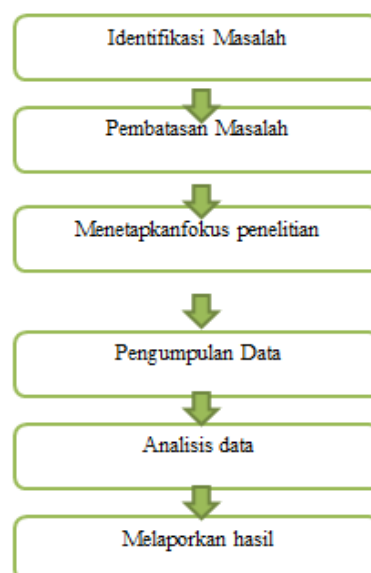 Identifikasi Masalah
Pembatasan Masalah
Menetapkanfokus penelitian
Pengumpulan Data
Analisis data
Melaporkan hasil